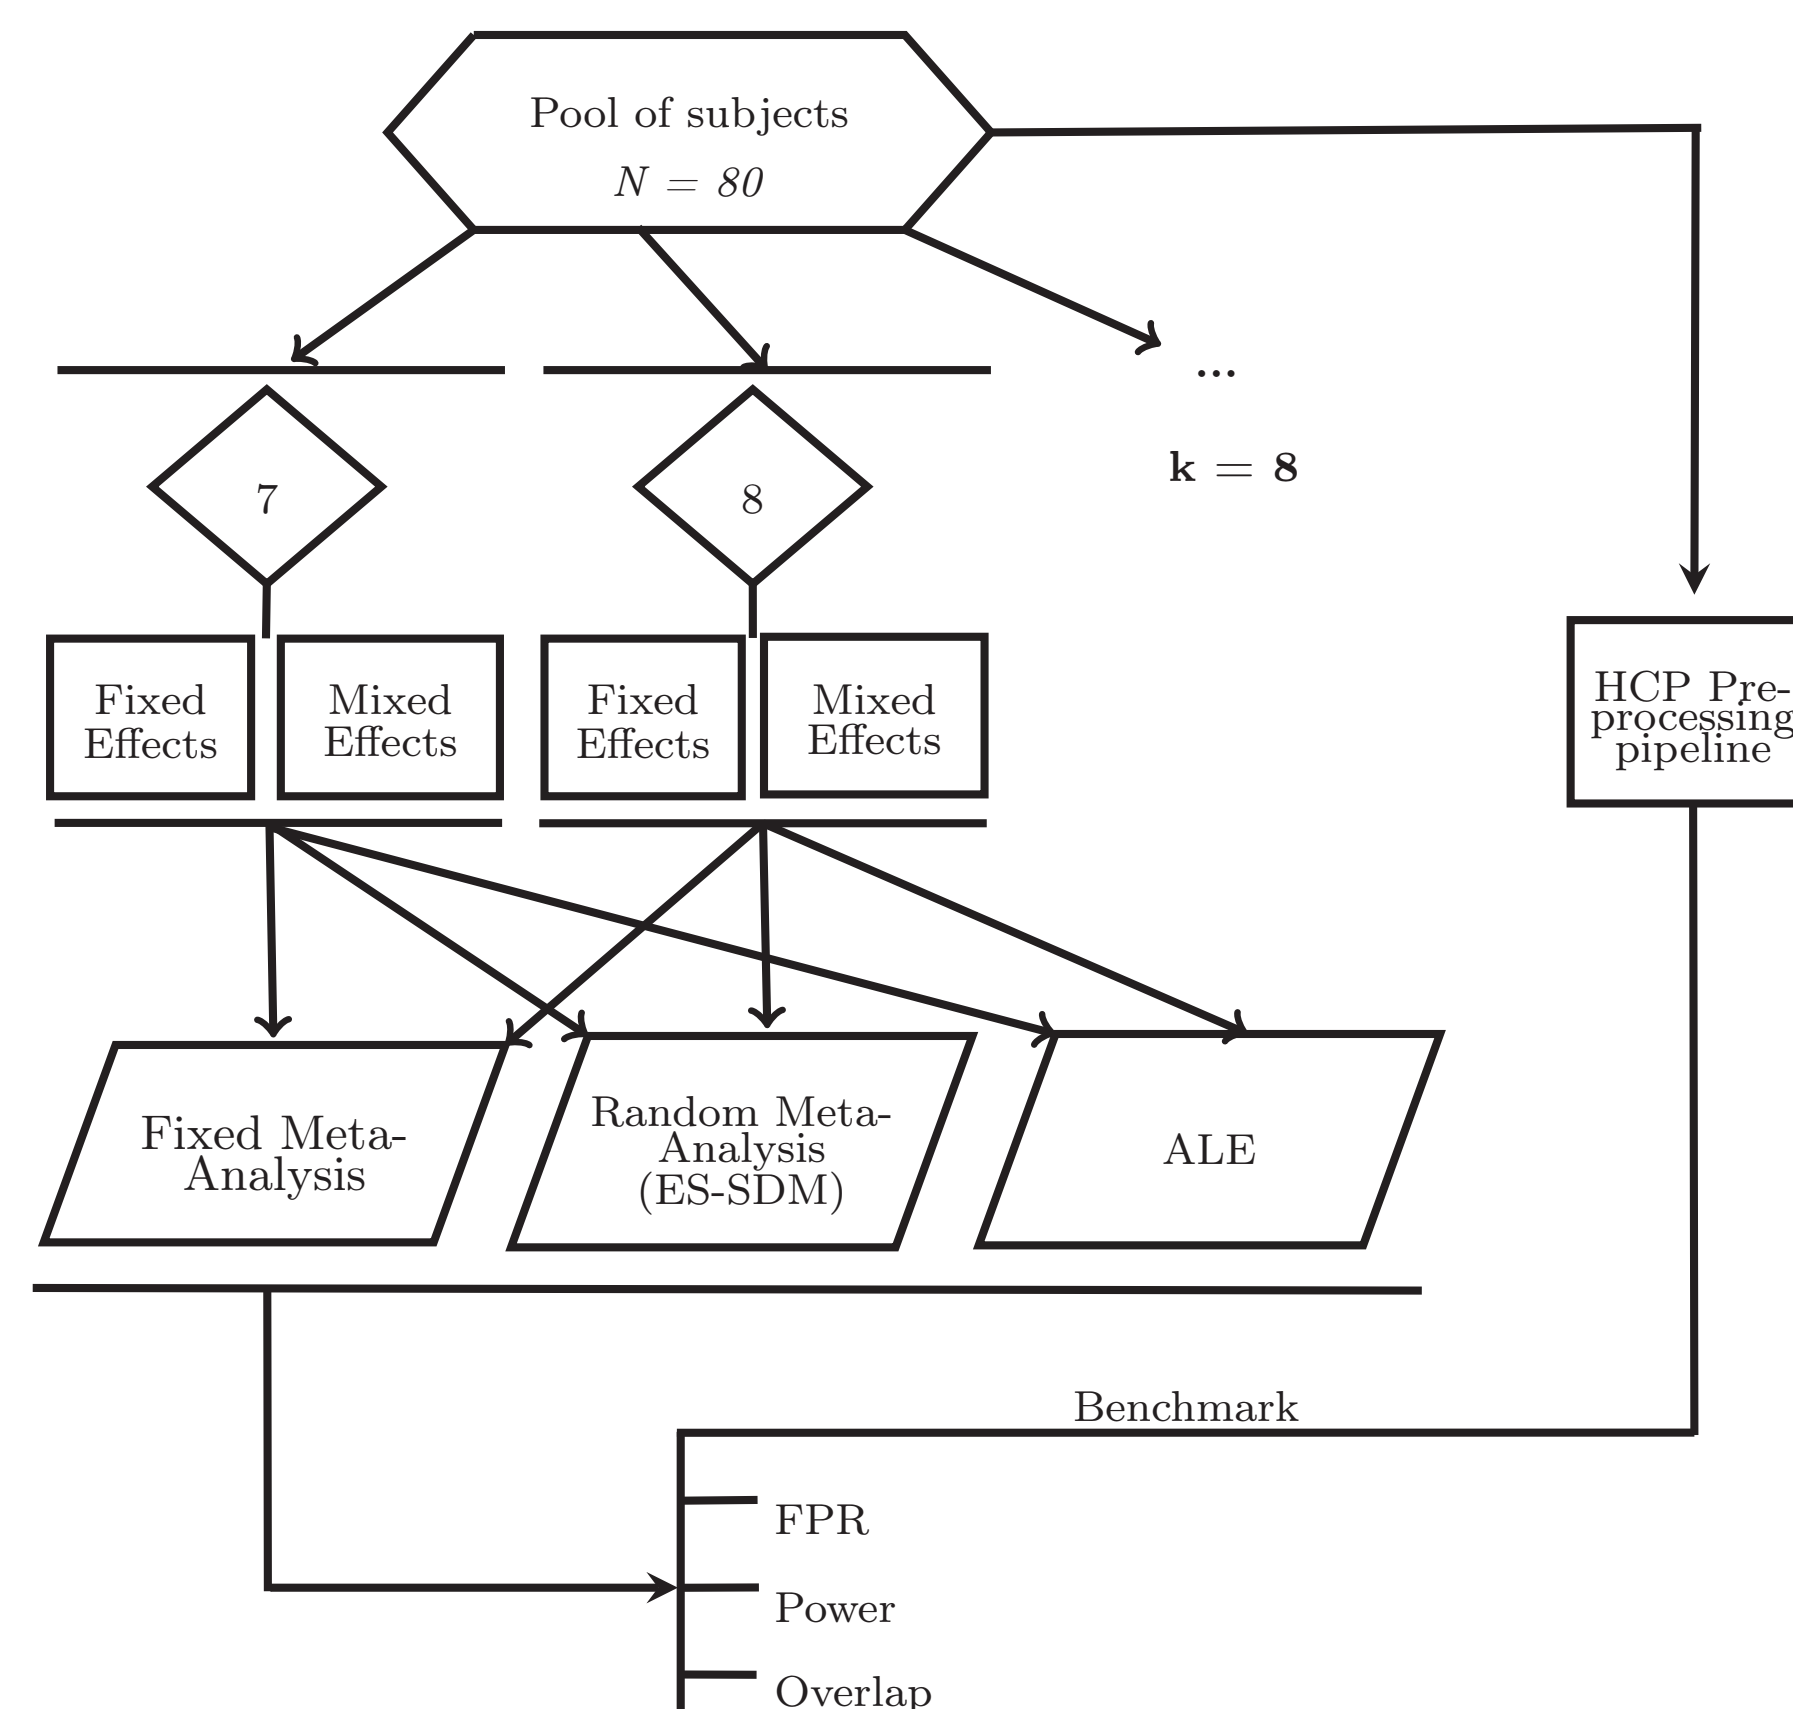 Pool of subjects
N = 80
...
7
8
k = 8
Fixed
Effects
Mixed
Effects
Fixed
Effects
Mixed
Effects
HCP Pre-
processing
pipeline
Fixed Meta-
Analysis
Random Meta-
Analysis
(ES-SDM)
ALE
Benchmark
FPR
Power
Overlap